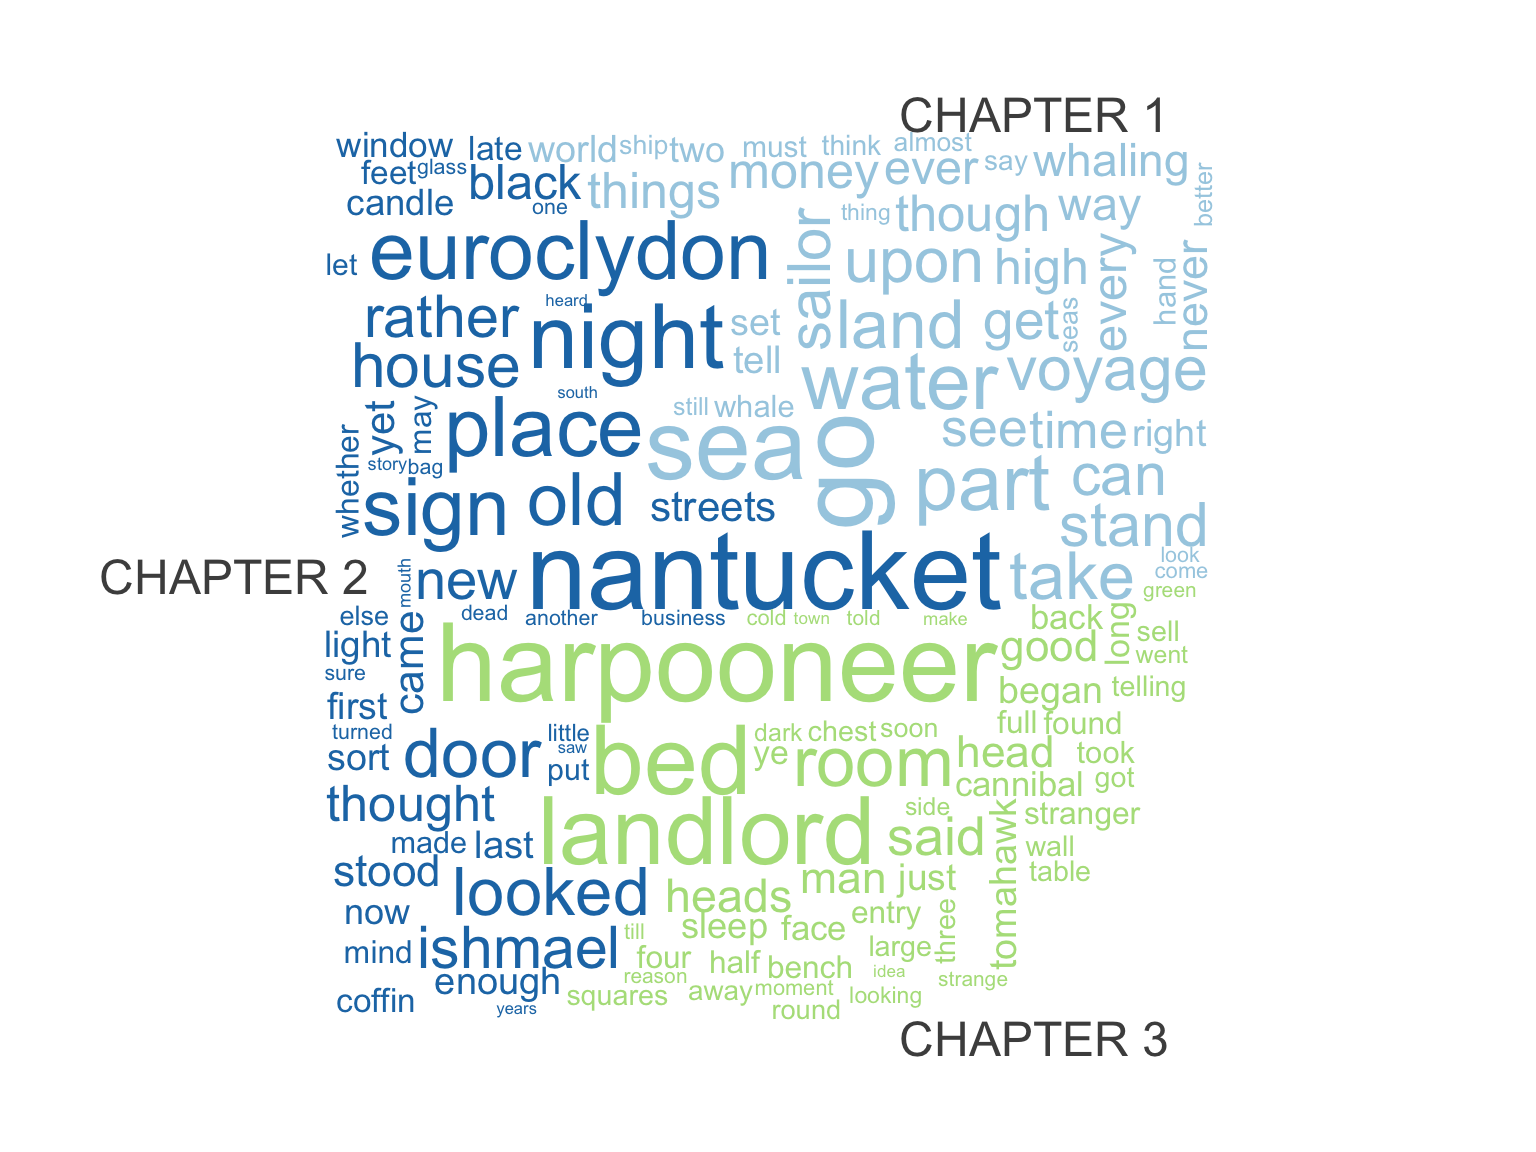 CHAPTER 1
window late world ship two must think almost
feet glass black things money ever say whaling
candle one thing though way better
let euroclydon sailor upon high every never hand
rather heard night set land get seas
house tell water voyage
south still whale
yet may place sea go see time right
whether story bag part can
sign old streets stand
CHAPTER 2
mouth new nantucket take look
come
green
else dead another business cold town told make back long
light came harpooneer good sell
went
sure began telling
first full found
turned little dark chest soon
sort door saw bed ye room head took
put cannibal got
thought landlord side tomahawk stranger
made last said wall
stood table
looked heads man just
now till sleep face entry three
mind ishmael four half bench large
enough reason idea strange
coffin years squares away moment looking
round
CHAPTER 3